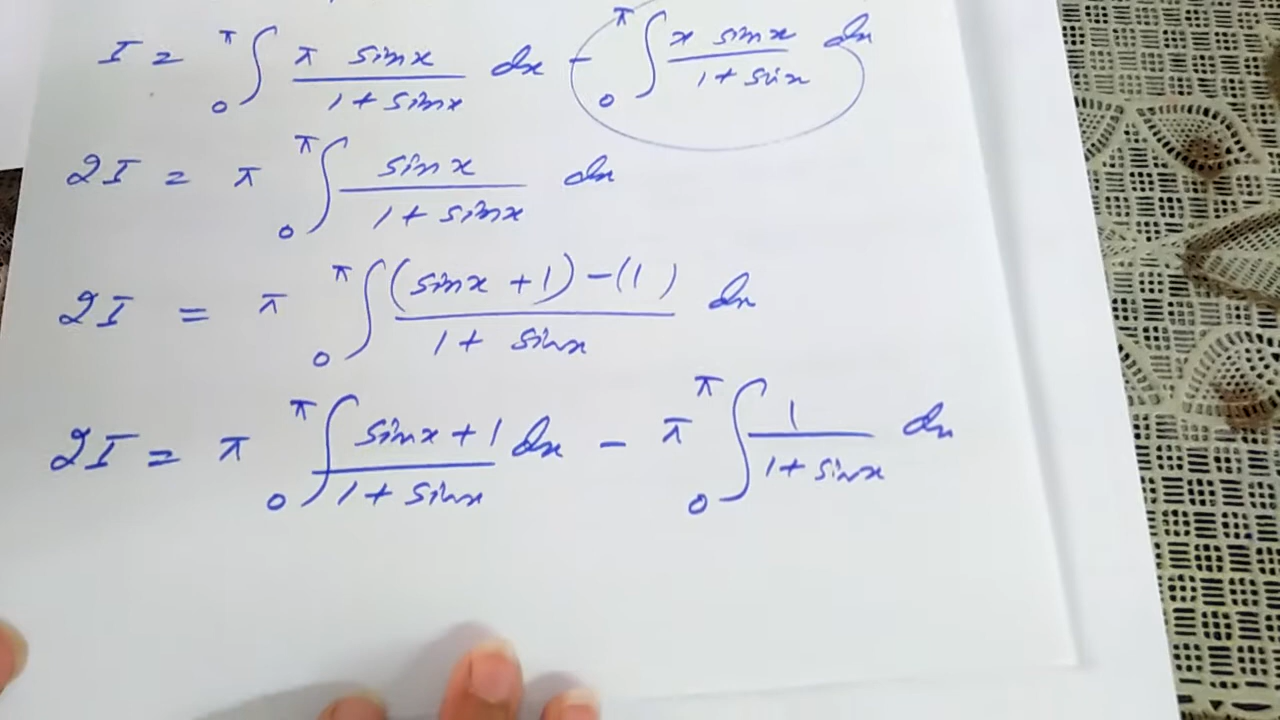 I = ₀^π∫ π sinx / 1 + sinx dx - ₀^π∫ x sinx / 1 + sinx dx
2I = π ₀^π∫ sinx / 1 + sinx dx
2I = π ₀^π∫ (sinx + 1) - (1) / 1 + sinx dx
2I = π ₀^π∫ sinx + 1 / 1 + sinx dx - π ₀^π∫ 1 / 1 + sinx dx